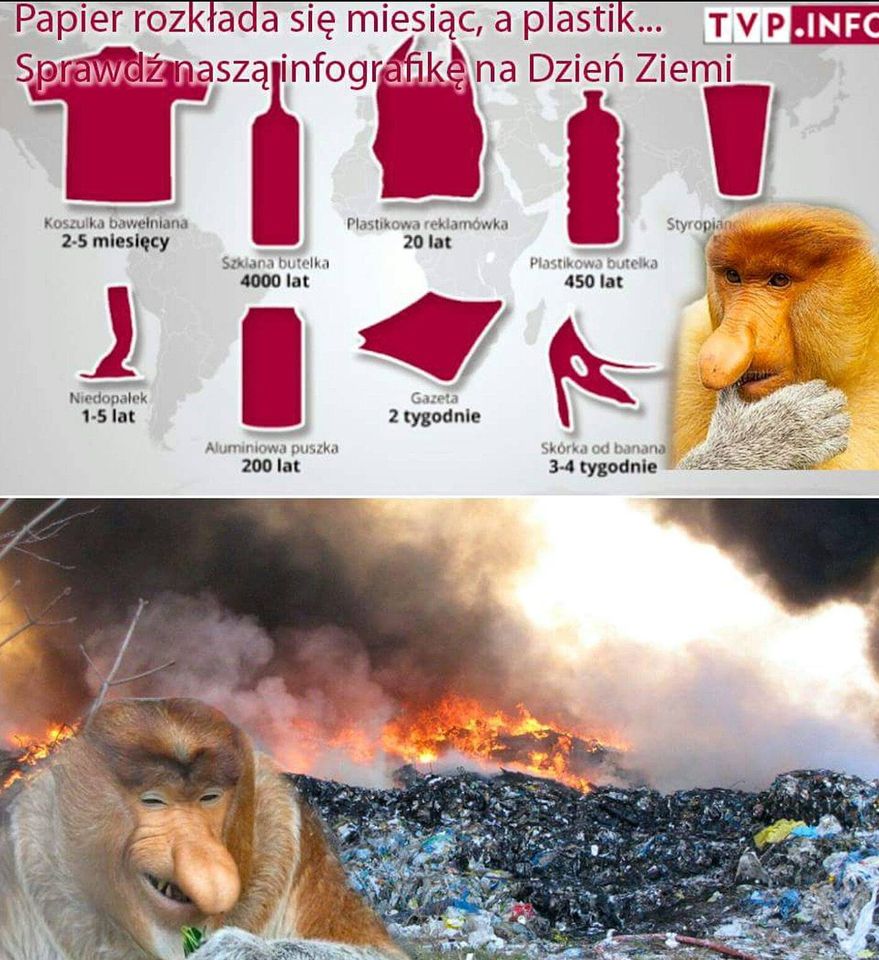 Papier rozkłada się miesiąc, a plastik...
TVP.INFO
Sprawdź naszą infografikę na Dzień Ziemi
Koszulka bawełniana
2-5 miesięcy
Szklana butelka
4000 lat
Plastikowa reklamówka
20 lat
Plastikowa butelka
450 lat
Styropian
Niedopałek
1-5 lat
Aluminiowa puszka
200 lat
Gazeta
2 tygodnie
Skórka od banana
3-4 tygodnie